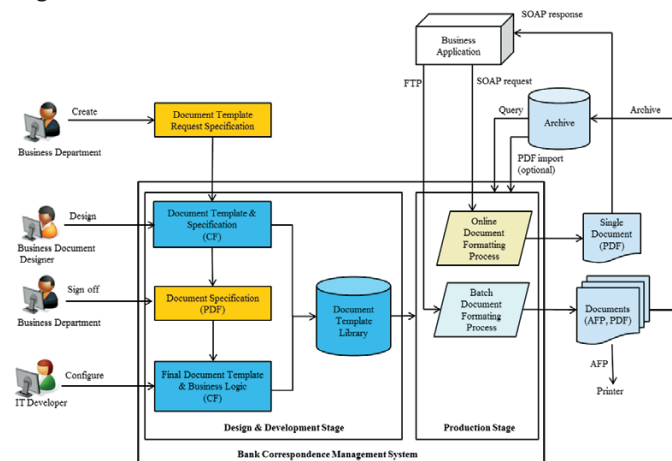 SOAP response
Business
Application
FTP
SOAP request
Create
Document Template
Request Specification
Query
Archive
Archive
Business Department
PDF import
(optional)
Design
Document Template &
Specification
(CF)
Online
Document
Formatting
Process
Single
Document
(PDF)
Business Document
Designer
Sign off
Document Specification
(PDF)
Document
Template
Library
Batch
Document
Formating
Process
Documents
(AFP, PDF)
Business Department
Configure
Final Document Template
& Business Logic
(CF)
AFP
Printer
IT Developer
Design & Development Stage
Production Stage
Bank Correspondence Management System